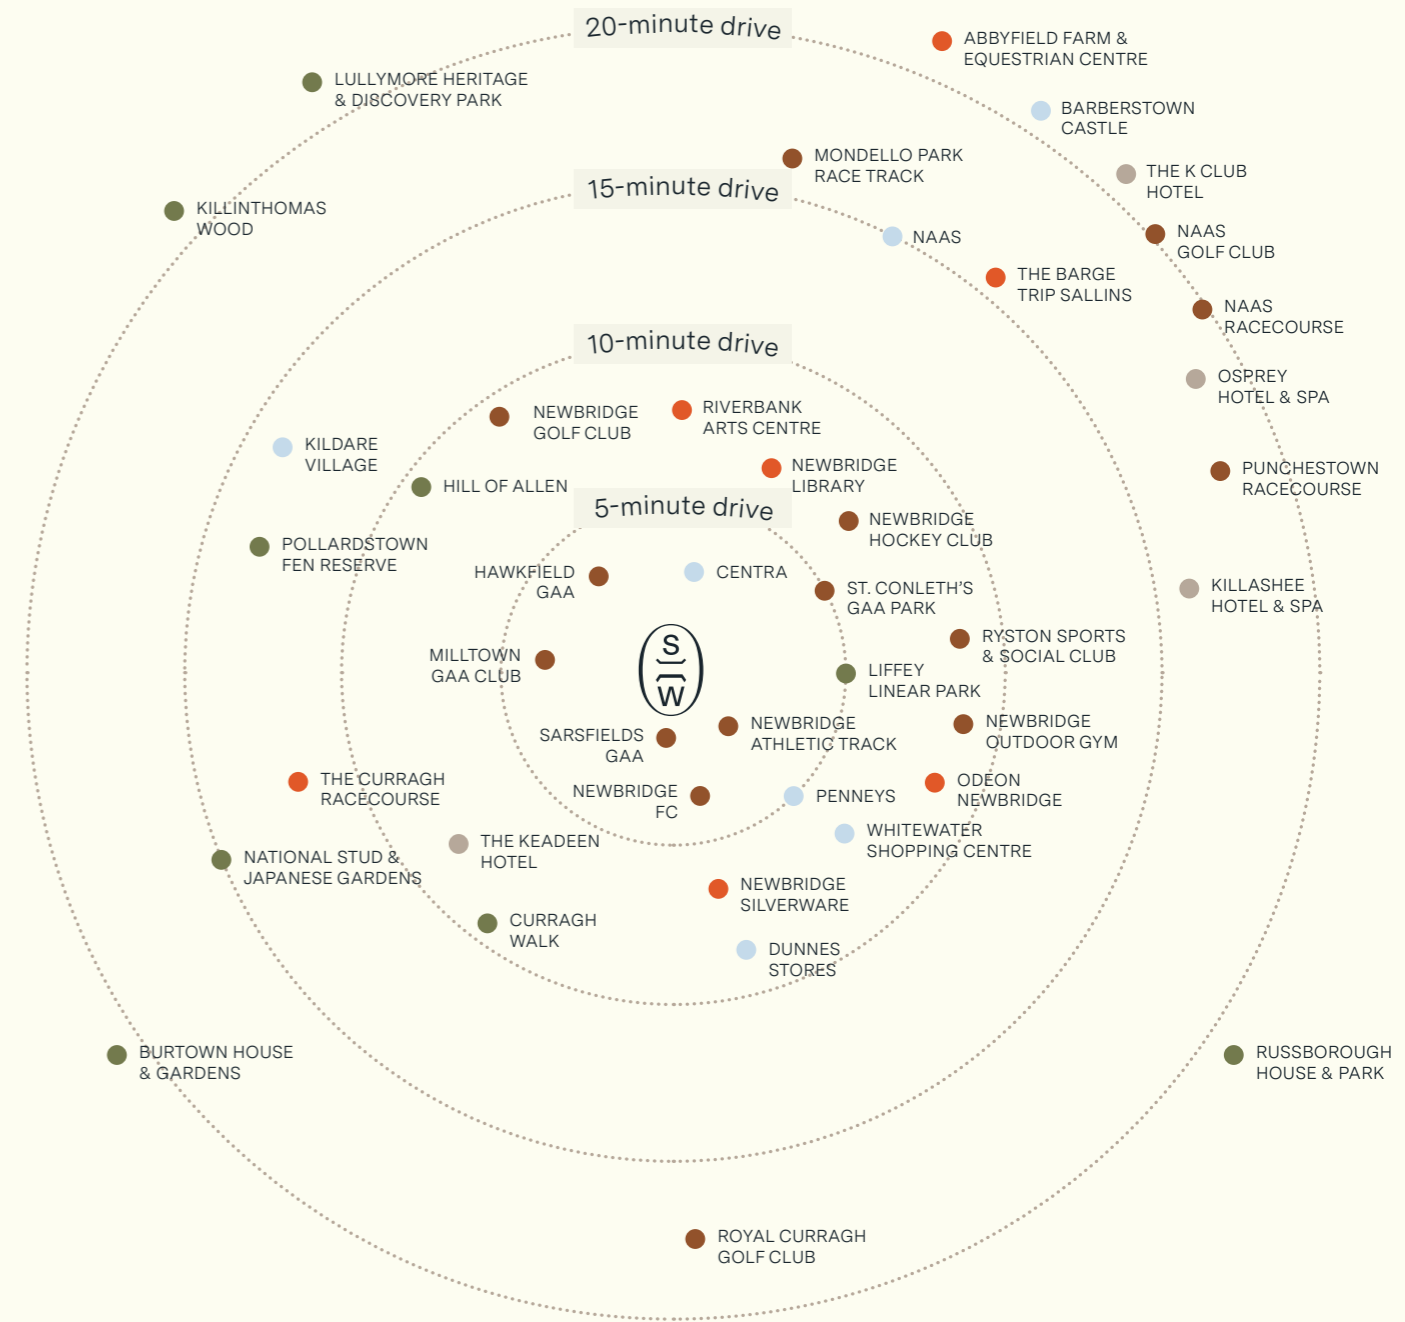 20-minute drive
ABBYFIELD FARM &
EQUESTRIAN CENTRE
LULLYMORE HERITAGE
& DISCOVERY PARK
BARBERSTOWN
CASTLE
MONDELLO PARK
RACE TRACK
THE K CLUB
HOTEL
15-minute drive
KILLINTHOMAS
WOOD
NAAS
NAAS
GOLF CLUB
THE BARGE
TRIP SALLINS
NAAS
RACECOURSE
10-minute drive
OSPREY
HOTEL & SPA
NEWBRIDGE
GOLF CLUB
RIVERBANK
ARTS CENTRE
KILDARE
VILLAGE
NEWBRIDGE
LIBRARY
PUNCHESTOWN
RACECOURSE
HILL OF ALLEN
5-minute drive
NEWBRIDGE
HOCKEY CLUB
POLLARDSTOWN
FEN RESERVE
HAWKFIELD
GAA
CENTRA
ST. CONLETH'S
GAA PARK
KILLASHEE
HOTEL & SPA
S
W
RYSTON SPORTS
& SOCIAL CLUB
MILLTOWN
GAA CLUB
LIFFEY
LINEAR PARK
SARSFIELDS
GAA
NEWBRIDGE
ATHLETIC TRACK
NEWBRIDGE
OUTDOOR GYM
THE CURRAGH
RACECOURSE
NEWBRIDGE
FC
PENNEYS
ODEON
NEWBRIDGE
THE KEADEEN
HOTEL
WHITEWATER
SHOPPING CENTRE
NATIONAL STUD &
JAPANESE GARDENS
NEWBRIDGE
SILVERWARE
CURRAGH
WALK
DUNNES
STORES
BURTOWN HOUSE
& GARDENS
RUSSBOROUGH
HOUSE & PARK
ROYAL CURRAGH
GOLF CLUB